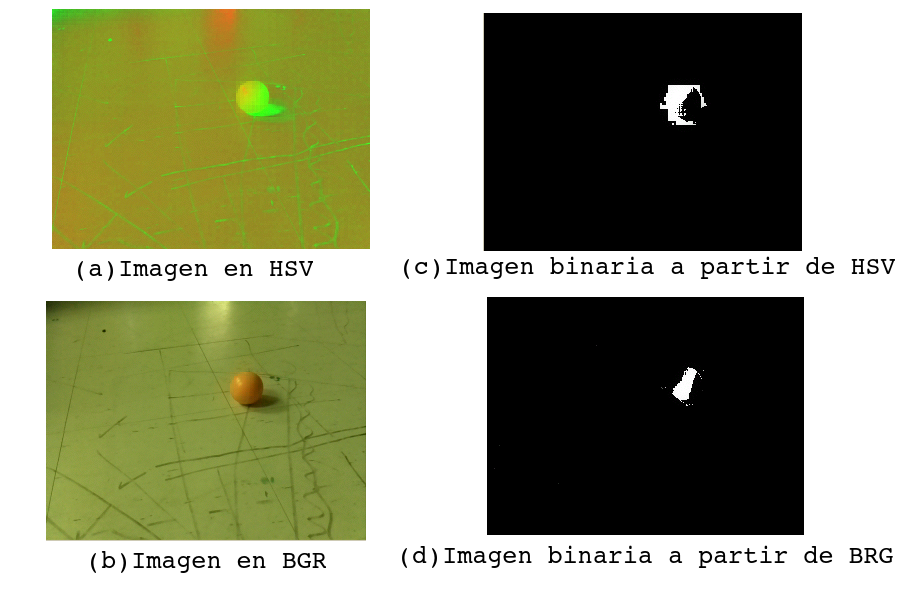 (a)Imagen en HSV
(c)Imagen binaria a partir de HSV
(b)Imagen en BGR
(d)Imagen binaria a partir de BRG